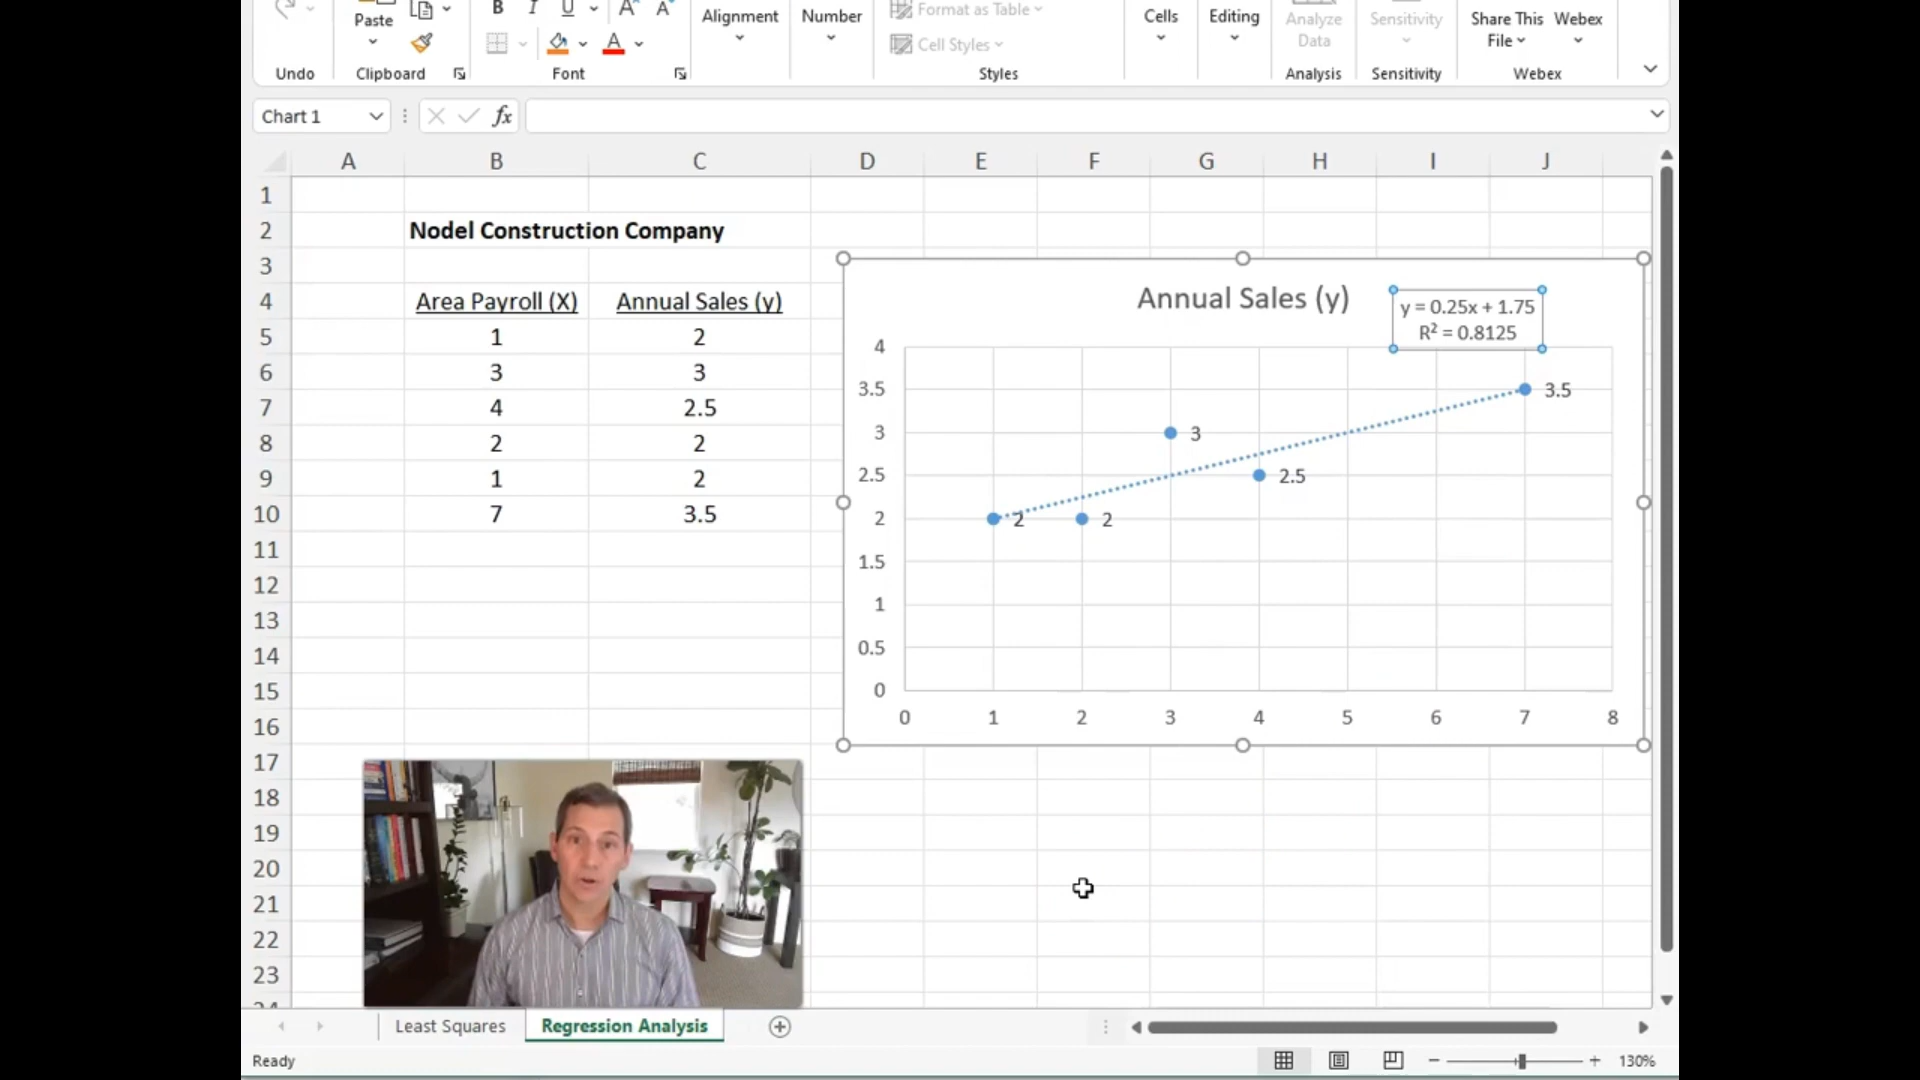 Paste
B I U A A
Alignment
Number
Format as Table
Cell Styles
Cells
Editing
Analyze
Data
Sensitivity
Share This
File
Webex
Undo
Clipboard
Font
Styles
Analysis
Sensitivity
Webex
Chart 1
fx
A B C D E F G H I J
1
2 Nodel Construction Company
3
4 Area Payroll (X) Annual Sales (y)
5 1 2
6 3 3
7 4 2.5
8 2 2
9 1 2
10 7 3.5
11
12
13
14
15
16
17
18
19
20
21
22
23
24
Annual Sales (y)
y = 0.25x + 1.75
R² = 0.8125
4
3.5
3
2.5
2
1.5
1
0.5
0
3.5
3
2.5
2
2
0 1 2 3 4 5 6 7 8
Least Squares Regression Analysis
Ready
130%